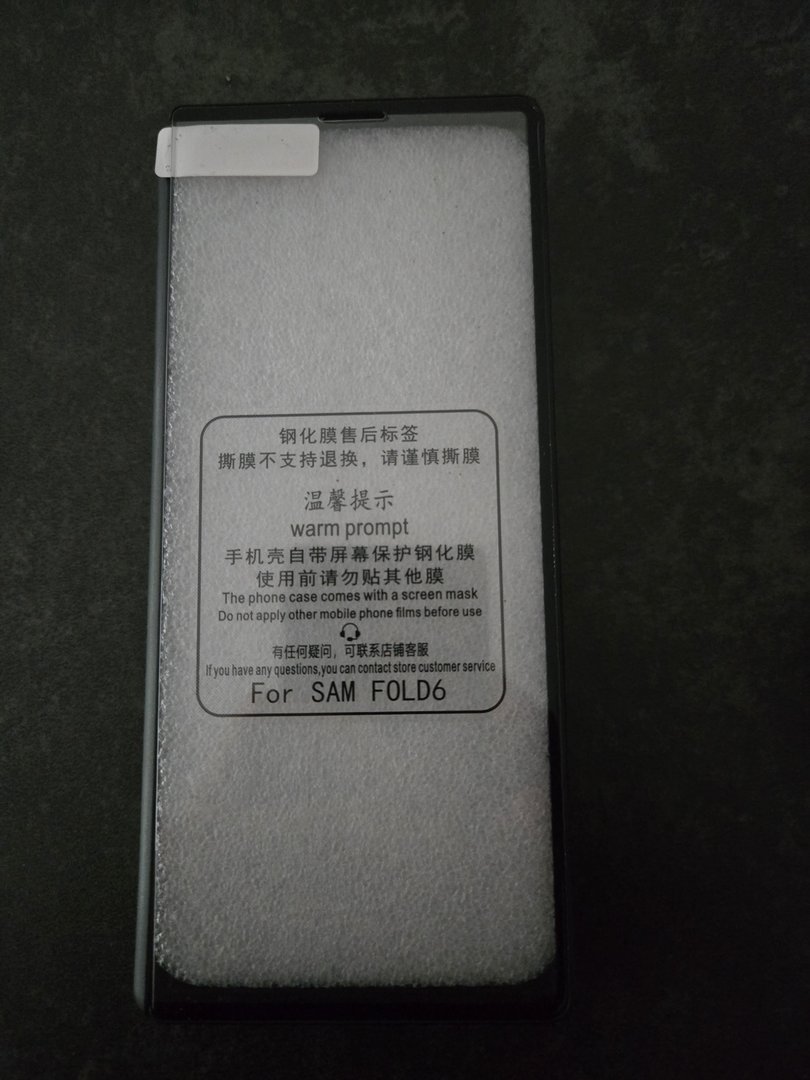 钢化膜售后标签
撕膜不支持退换，请谨慎撕膜
温馨提示
warm prompt
手机壳自带屏幕保护钢化膜
使用前请勿贴其他膜
The phone case comes with a screen mask
Do not apply other mobile phone films before use
有任何疑问，可联系店铺客服
If you have any questions,you can contact store customer service
For SAM FOLD6